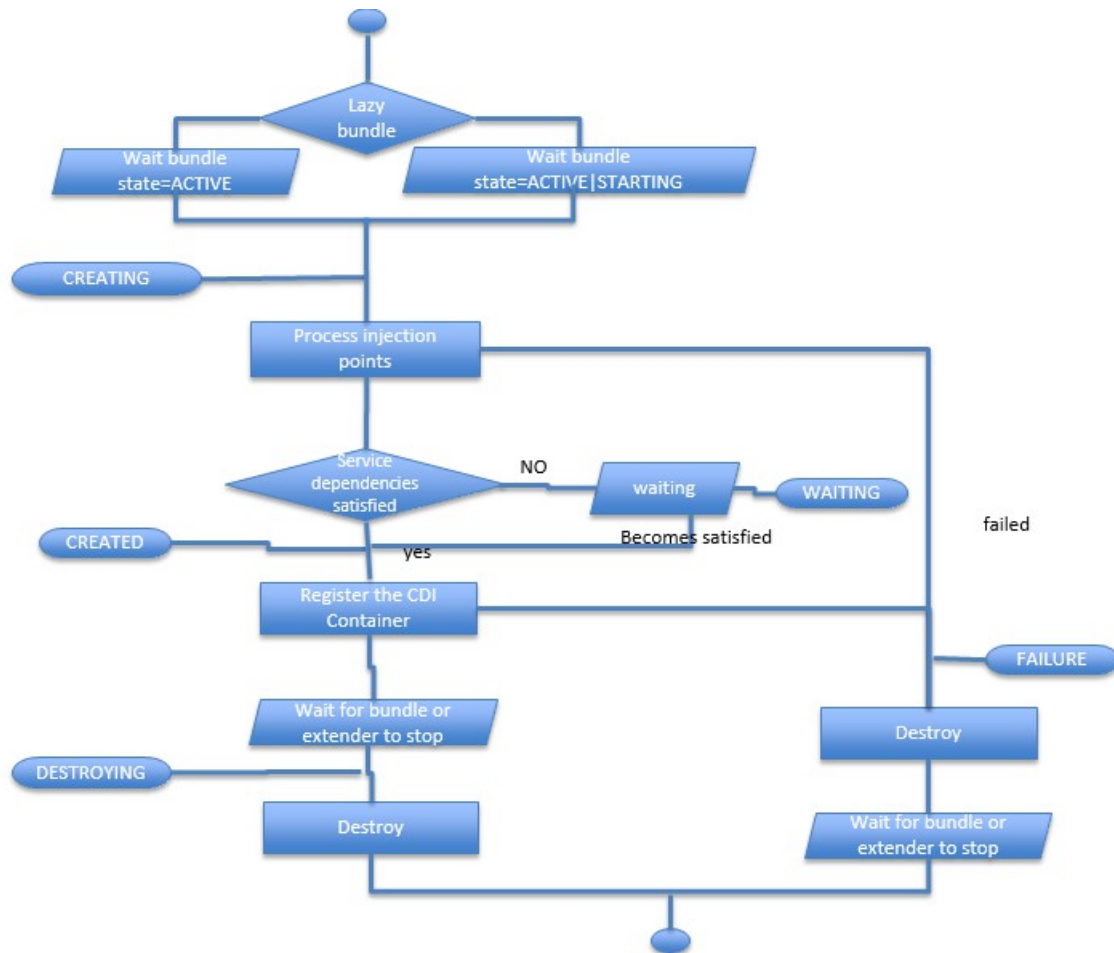 Lazy
bundle
Wait bundle
state=ACTIVE
Wait bundle
state=ACTIVE|STARTING
CREATING
Process injection
points
Service
dependencies
satisfied
NO
waiting
WAITING
failed
CREATED
yes
Becomes satisfied
Register the CDI
Container
FAILURE
Wait for bundle or
extender to stop
Destroy
DESTROYING
Destroy
Wait for bundle or
extender to stop